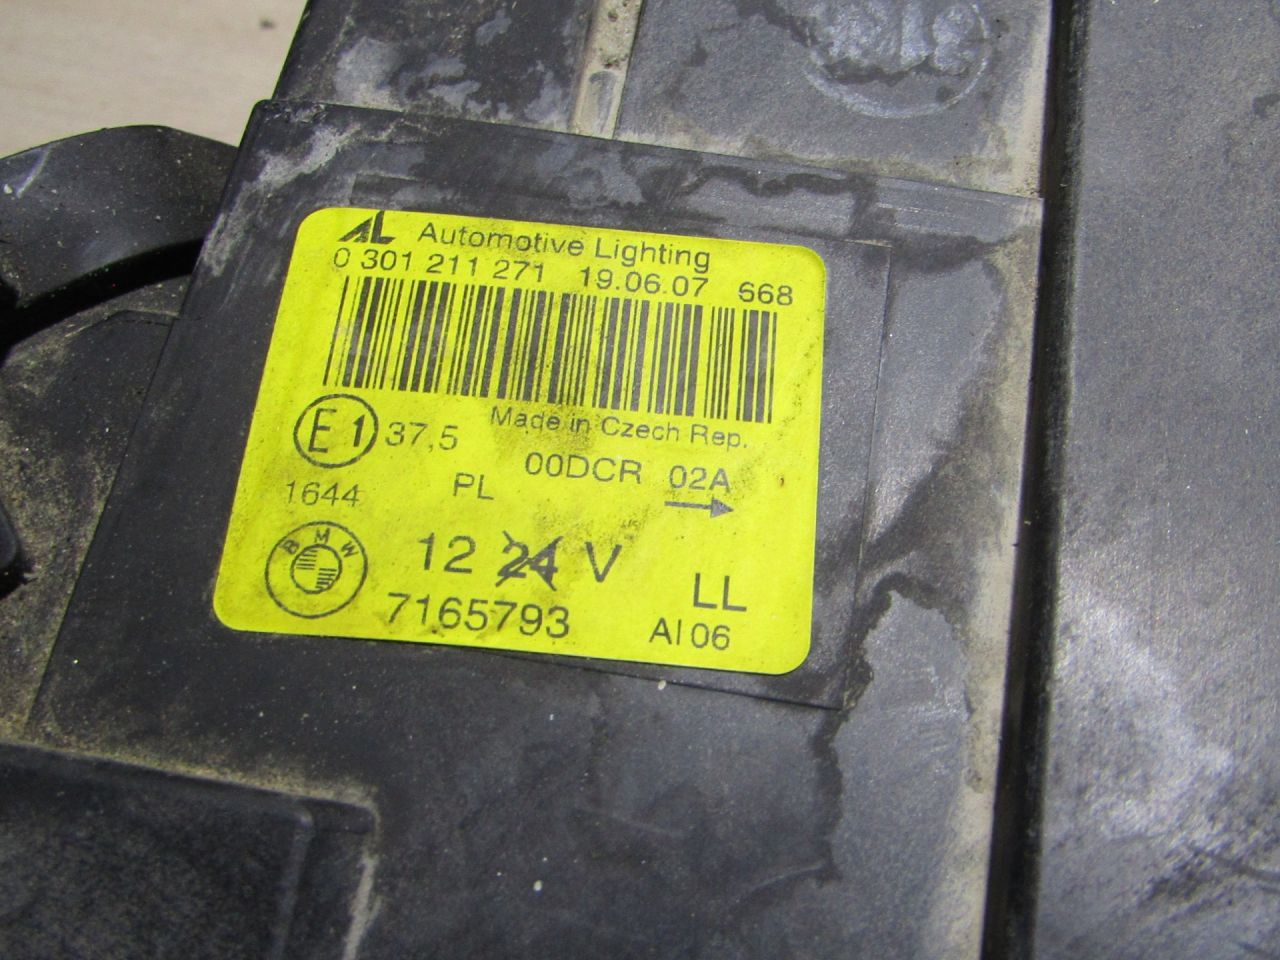 AL Automotive Lighting
0 301 211 271 19.06.07 668
Made in Czech Rep.
E1 37,5
00DCR 02A
1644 PL
BMW
12 24 V
LL
7165793
AI 06